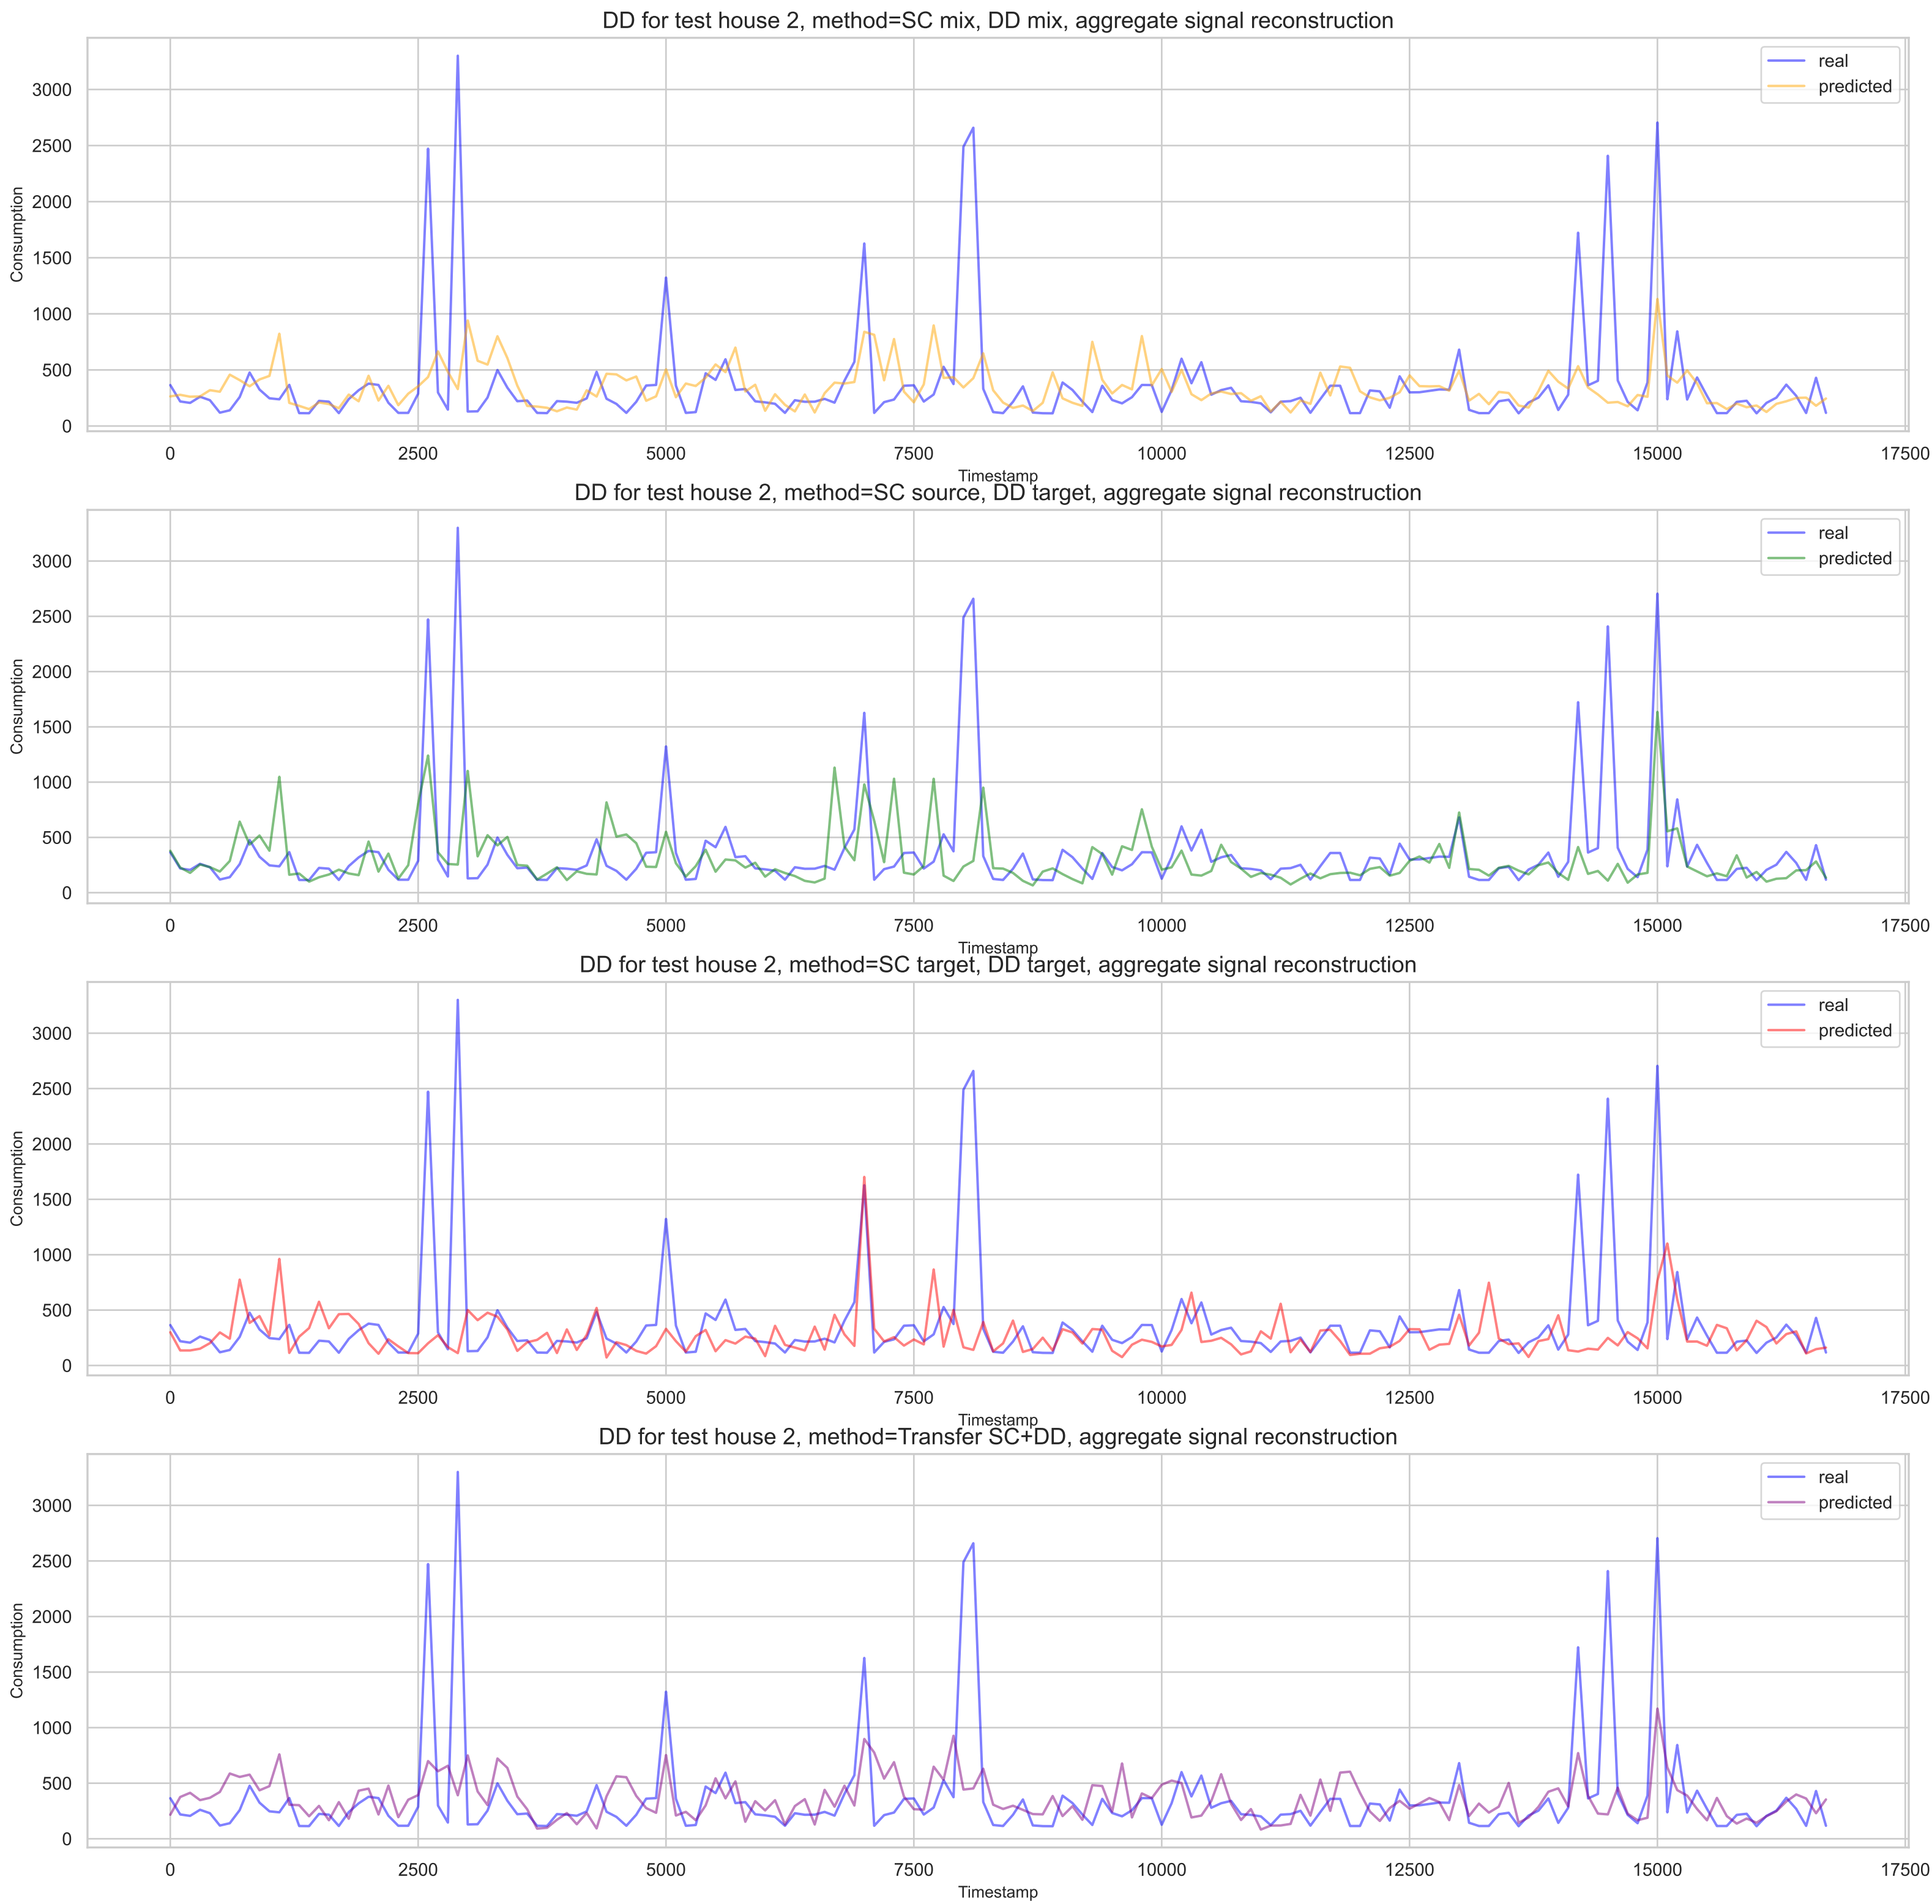 DD for test house 2, method=SC mix, DD mix, aggregate signal reconstruction
real
predicted
3000
2500
2000
1500
1000
500
0
Consumption
0 2500 5000 7500 10000 12500 15000 17500
Timestamp
DD for test house 2, method=SC source, DD target, aggregate signal reconstruction
real
predicted
3000
2500
2000
1500
1000
500
0
Consumption
0 2500 5000 7500 10000 12500 15000 17500
Timestamp
DD for test house 2, method=SC target, DD target, aggregate signal reconstruction
real
predicted
3000
2500
2000
1500
1000
500
0
Consumption
0 2500 5000 7500 10000 12500 15000 17500
Timestamp
DD for test house 2, method=Transfer SC+DD, aggregate signal reconstruction
real
predicted
3000
2500
2000
1500
1000
500
0
Consumption
0 2500 5000 7500 10000 12500 15000 17500
Timestamp